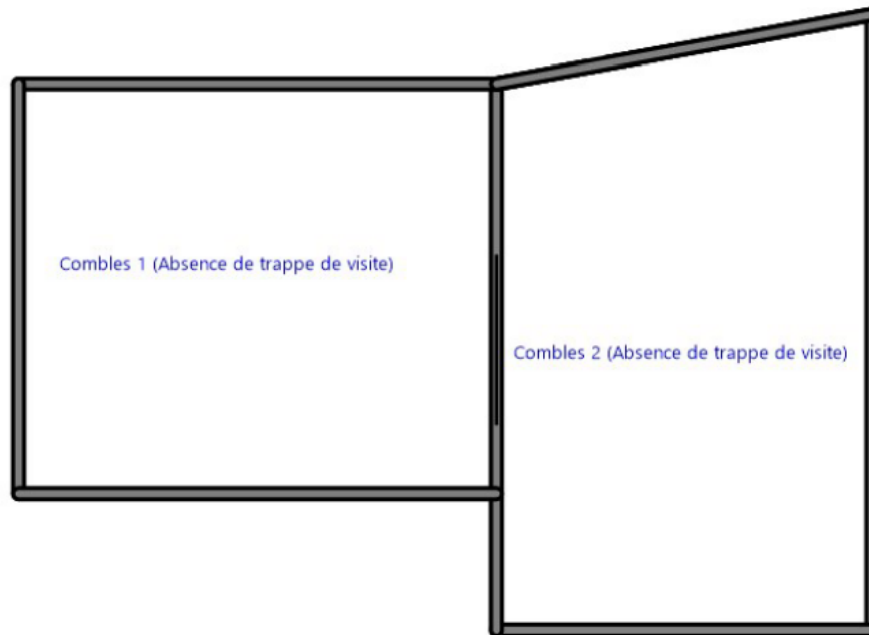 Combles 1 (Absence de trappe de visite)
Combles 2 (Absence de trappe de visite)